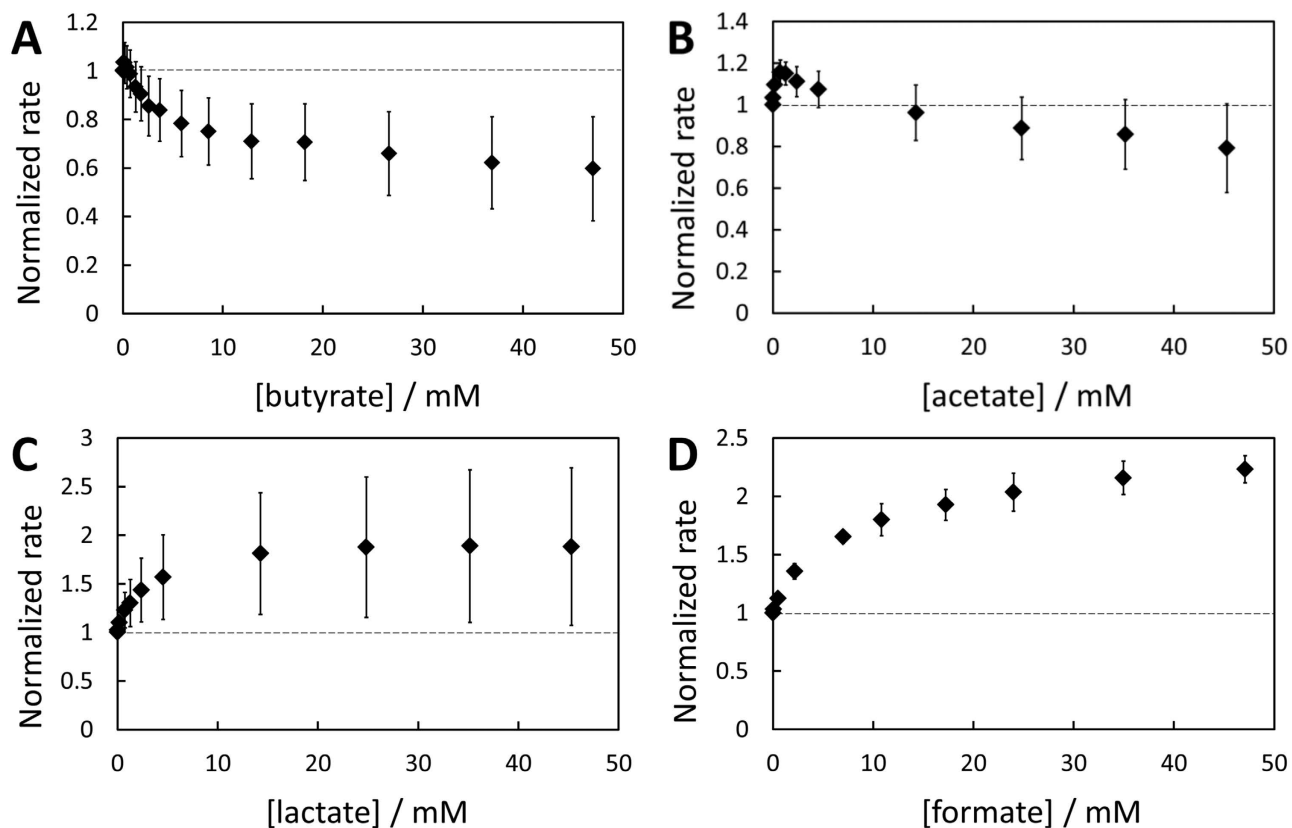 A
Normalized rate
1.2
1
0.8
0.6
0.4
0.2
0
0 10 20 30 40 50
[butyrate] / mM
B
Normalized rate
1.4
1.2
1
0.8
0.6
0.4
0.2
0
0 10 20 30 40 50
[acetate] / mM
C
Normalized rate
3
2.5
2
1.5
1
0.5
0
0 10 20 30 40 50
[lactate] / mM
D
Normalized rate
2.5
2
1.5
1
0.5
0
0 10 20 30 40 50
[formate] / mM